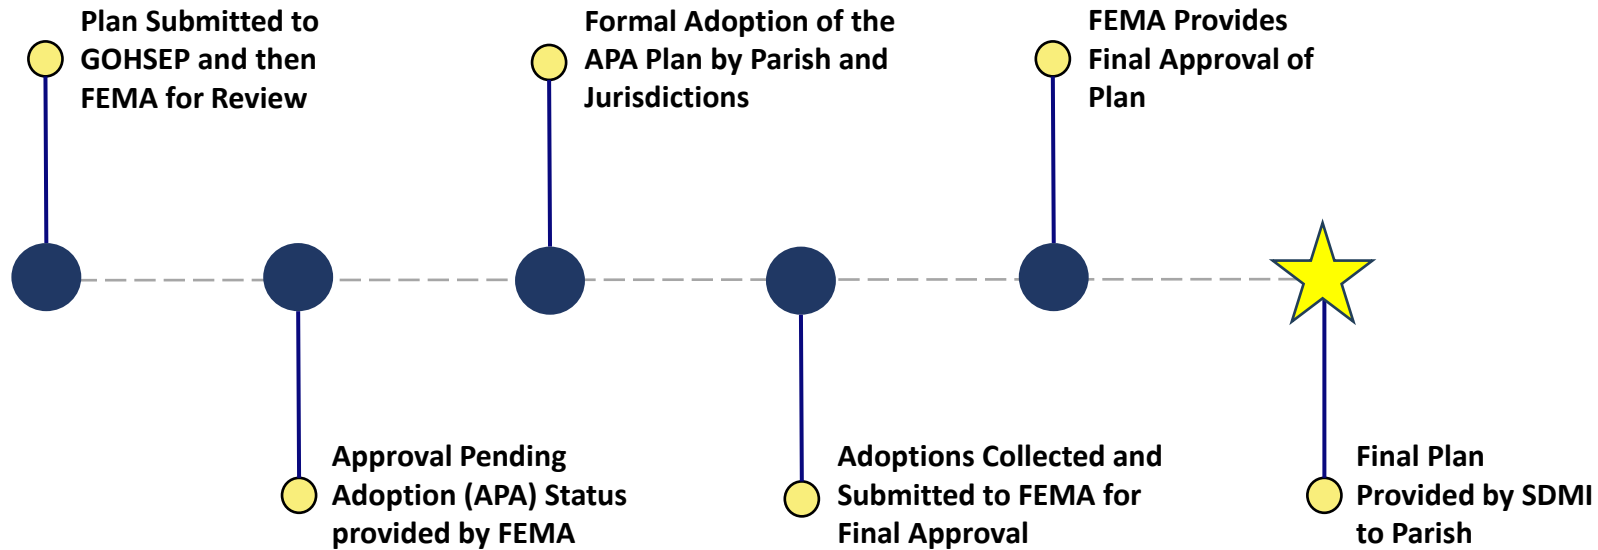 Plan Submitted to
GOHSEP and then
FEMA for Review
Approval Pending
Adoption (APA) Status
provided by FEMA
Formal Adoption of the
APA Plan by Parish and
Jurisdictions
Adoptions Collected and
Submitted to FEMA for
Final Approval
FEMA Provides
Final Approval of
Plan
Final Plan
Provided by SDMI
to Parish